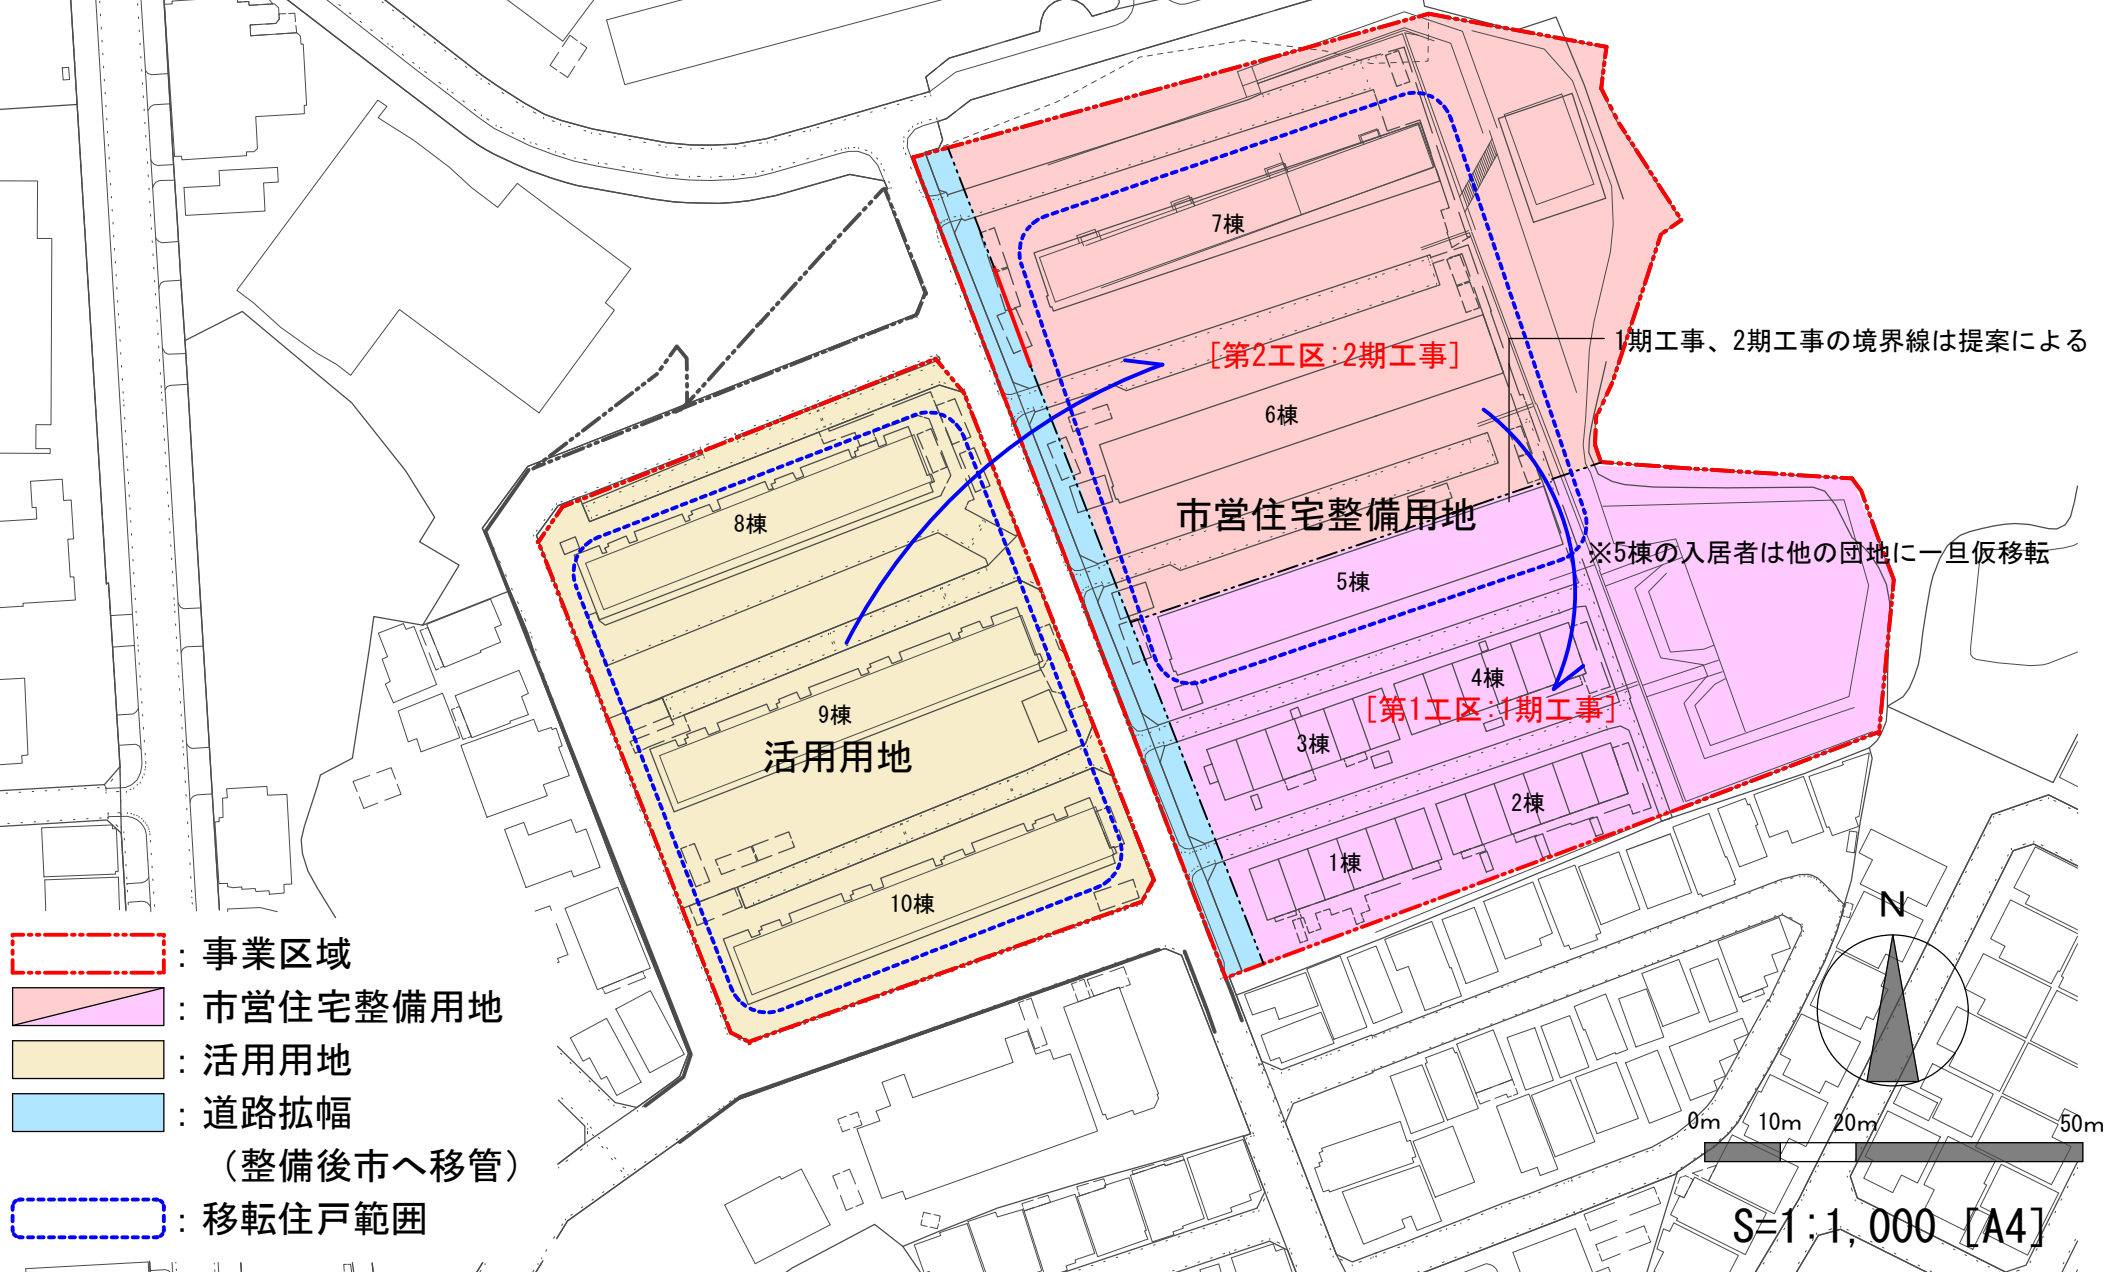 7棟
1期工事、2期工事の境界線は提案による
[第2工区:2期工事]
6棟
市営住宅整備用地
8棟
※5棟の入居者は他の団地に一旦仮移転
5棟
4棟
[第1工区:1期工事]
9棟
3棟
活用用地
2棟
1棟
10棟
N
:事業区域
:市営住宅整備用地
:活用用地
:道路拡幅
(整備後市へ移管)
:移転住戸範囲
0m 10m 20m 50m
S=1:1,000 [A4]